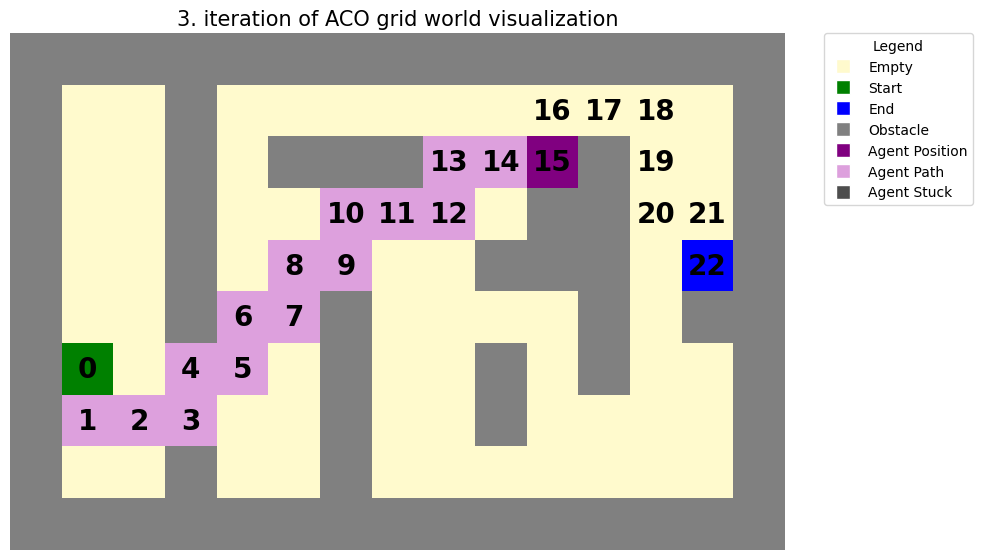 3. iteration of ACO grid world visualization
16 17 18
13 14 15 19
10 11 12 20 21
8 9 22
6 7
0 4 5
1 2 3
Legend
Empty
Start
End
Obstacle
Agent Position
Agent Path
Agent Stuck